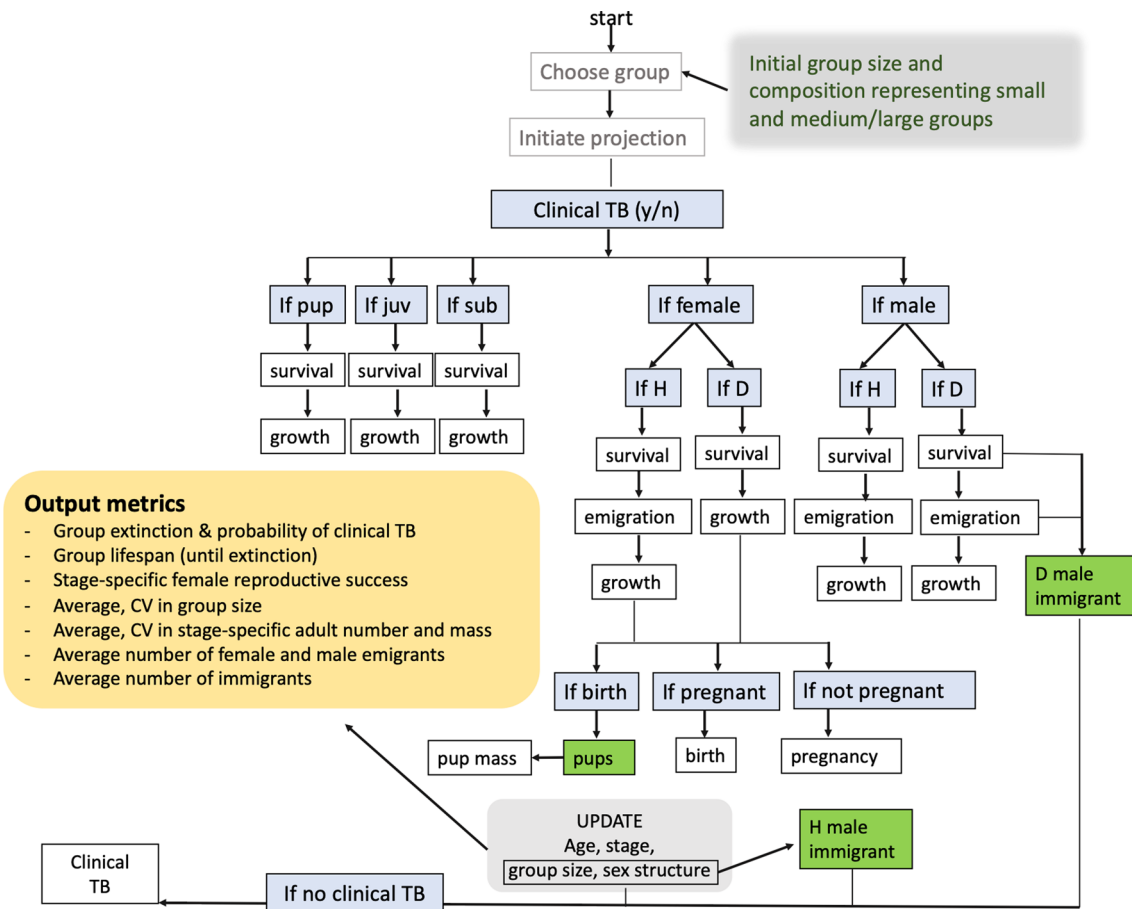 start
Choose group
Initial group size and
composition representing small
and medium/large groups
Initiate projection
Clinical TB (y/n)
If pup
If juv
If sub
If female
If male
survival
survival
survival
If H
If D
If H
If D
growth
growth
growth
survival
survival
survival
survival
emigration
growth
emigration
emigration
growth
growth
growth
D male
immigrant
Output metrics
- Group extinction & probability of clinical TB
- Group lifespan (until extinction)
- Stage-specific female reproductive success
- Average, CV in group size
- Average, CV in stage-specific adult number and mass
- Average number of female and male emigrants
- Average number of immigrants
If birth
If pregnant
If not pregnant
pup mass
pups
birth
pregnancy
UPDATE
Age, stage,
group size, sex structure
H male
immigrant
Clinical
TB
If no clinical TB